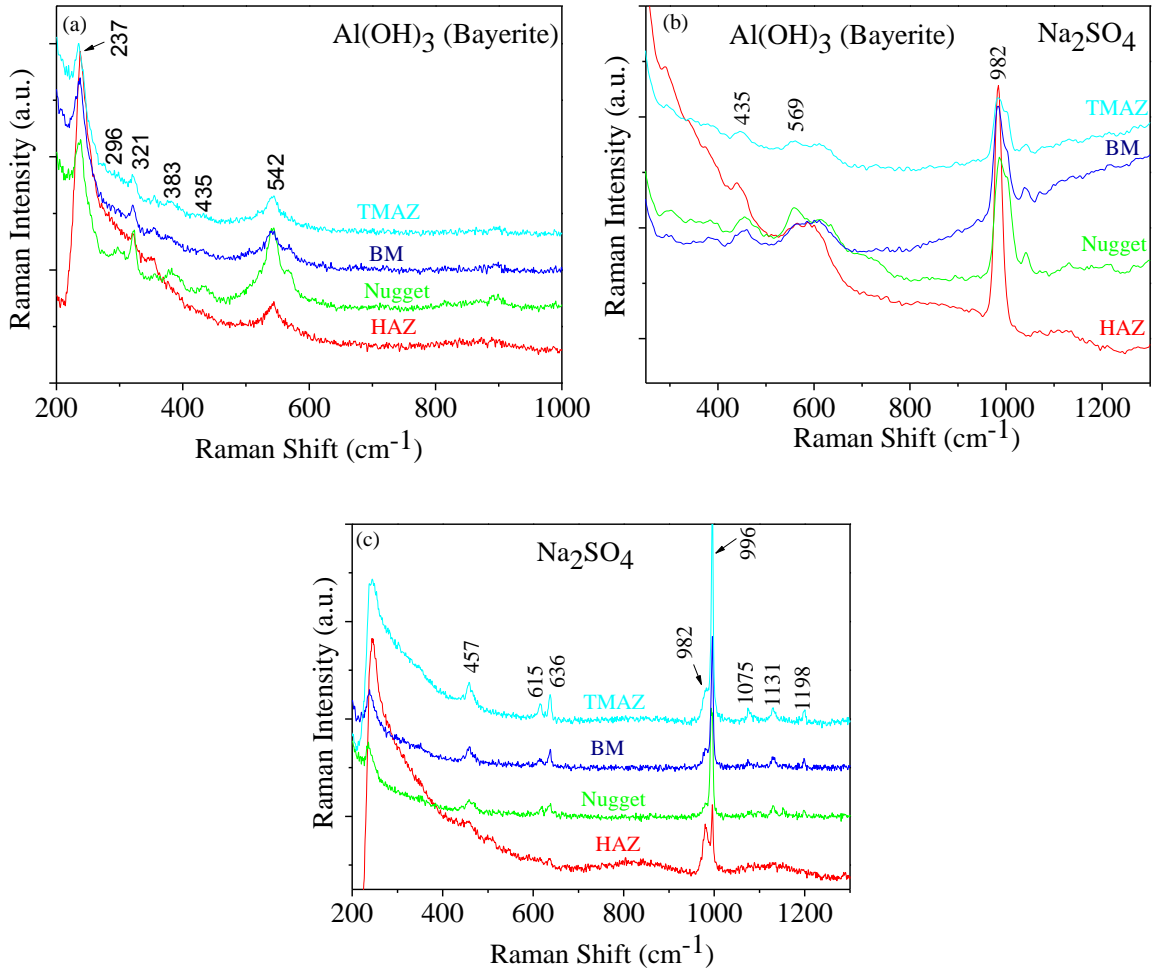 (a)
Al(OH)3 (Bayerite)
237
296
321
383
435
542
TMAZ
BM
Nugget
HAZ
Raman Intensity (a.u.)
200 400 600 800 1000
Raman Shift (cm-1)
(b)
Al(OH)3 (Bayerite) Na2SO4
982
435
569
TMAZ
BM
Nugget
HAZ
Raman Intensity (a.u.)
400 600 800 1000 1200
Raman Shift (cm-1)
(c)
Na2SO4
996
982
457
615
636
1075
1131
1198
TMAZ
BM
Nugget
HAZ
Raman Intensity (a.u.)
200 400 600 800 1000 1200
Raman Shift (cm-1)